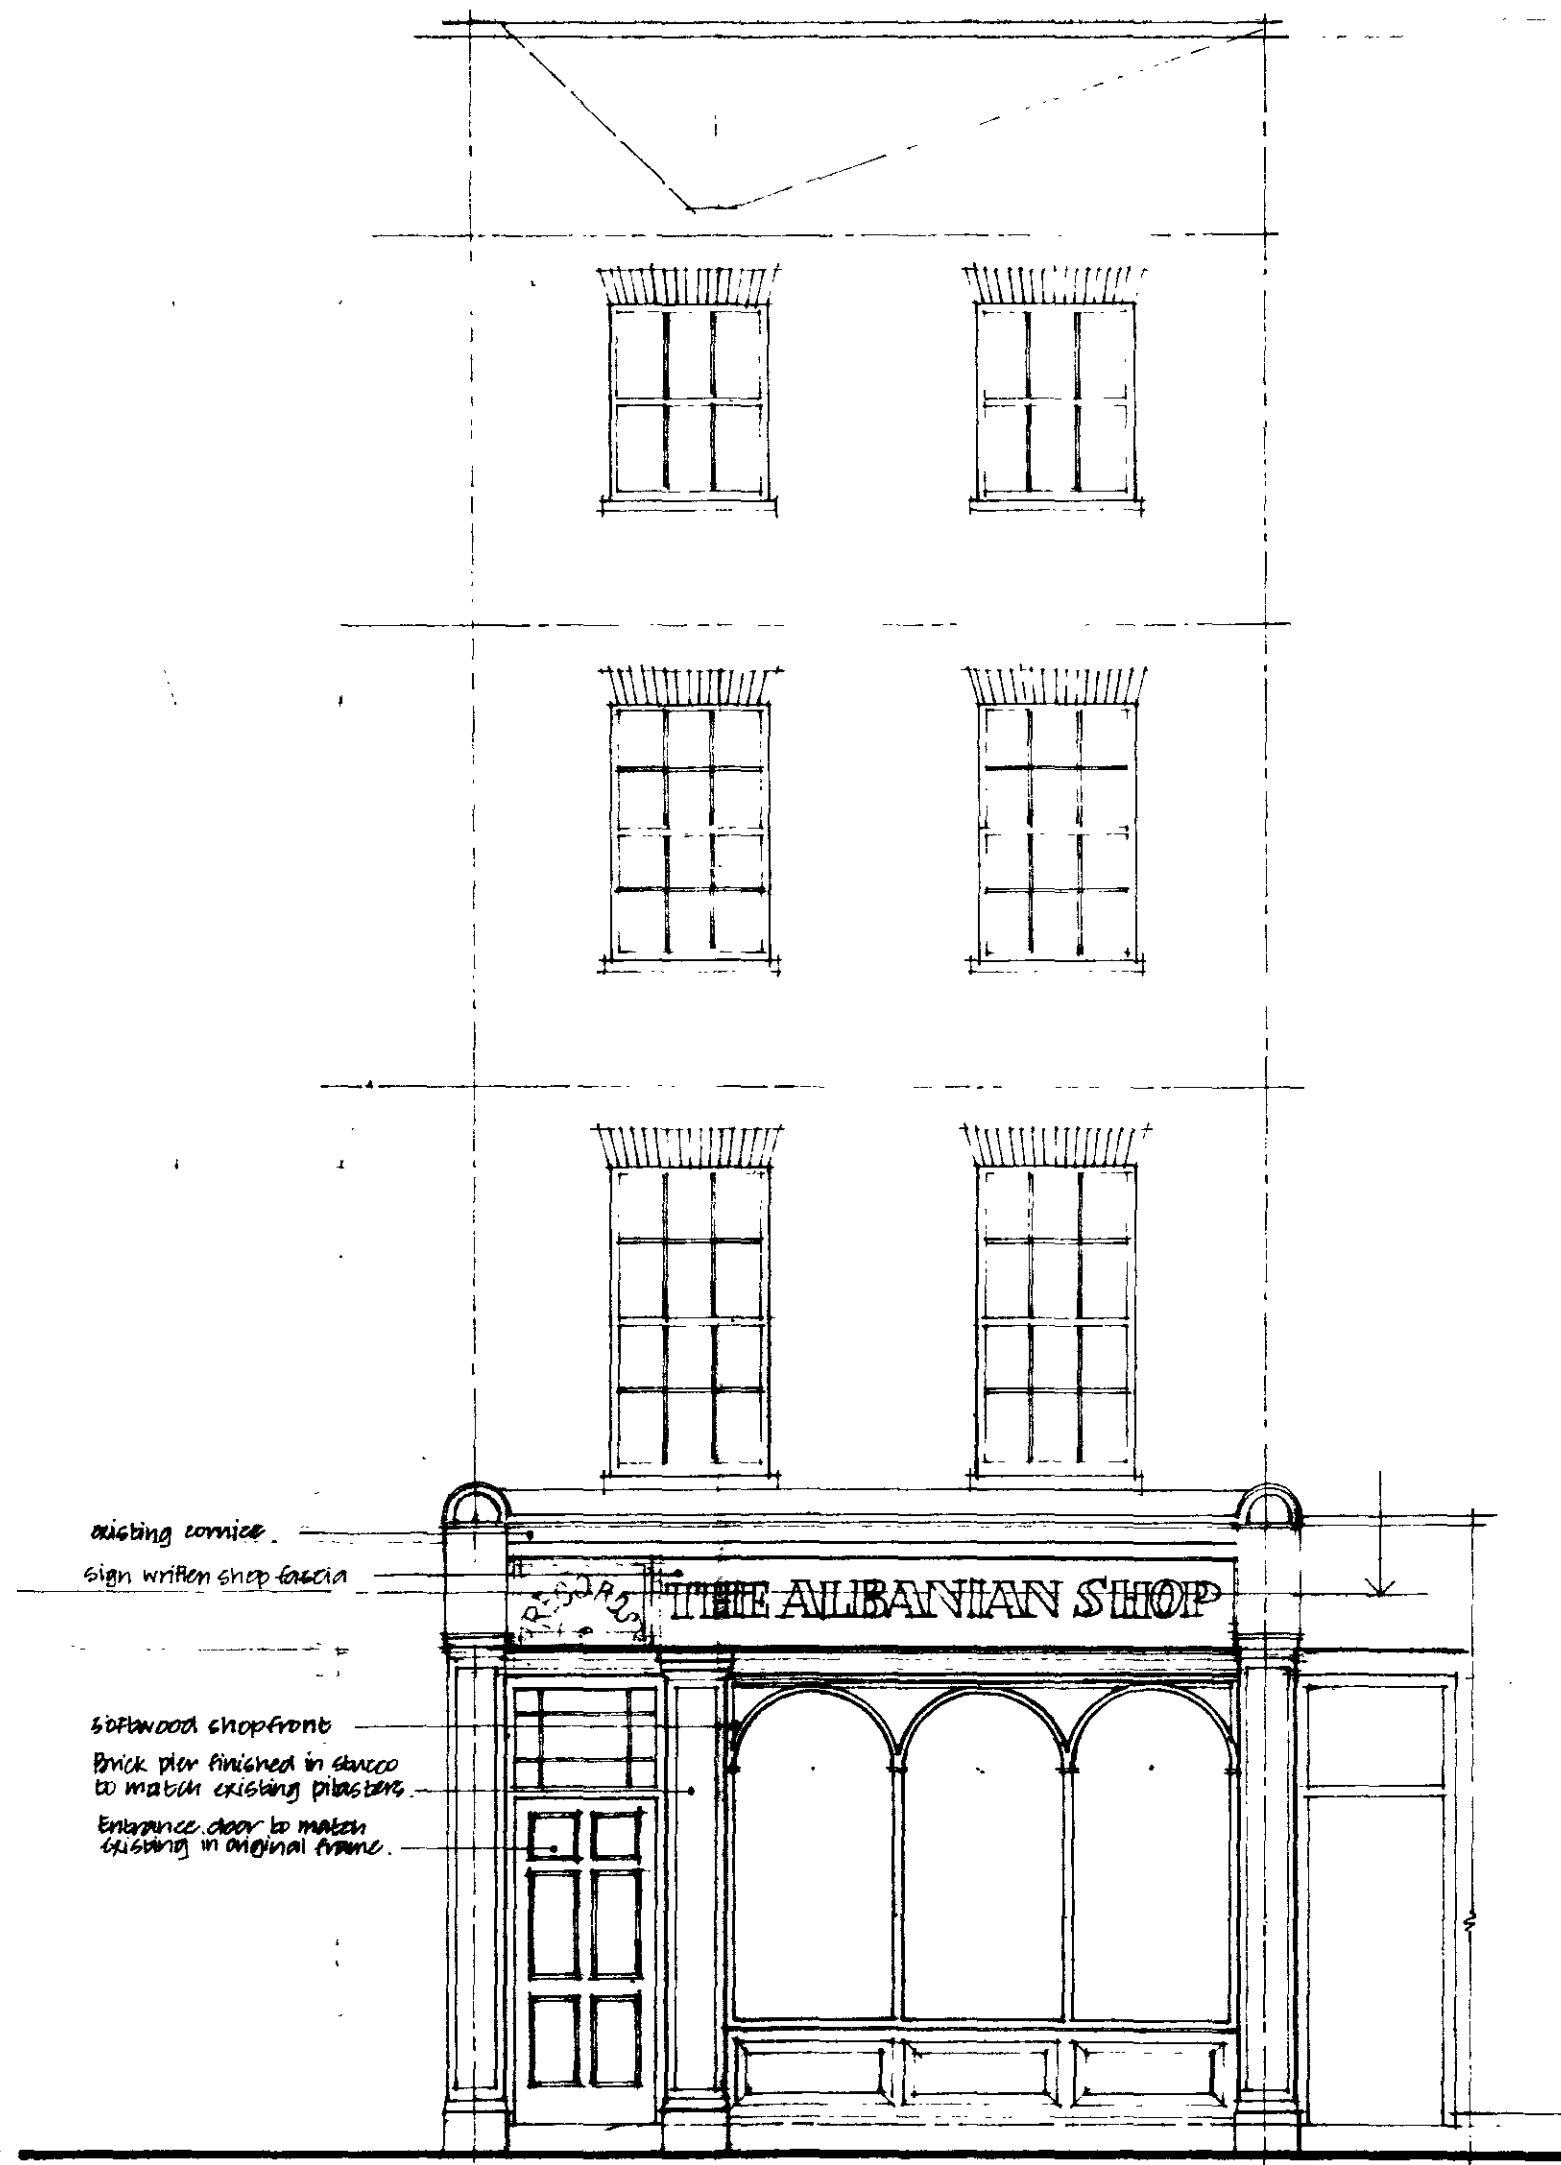 existing cornice.
sign written shop fascia
THE ALBANIAN SHOP
softwood shopfront
Brick pier finished in stucco
to match existing pilasters.
Entrance door to match
existing in original frame.